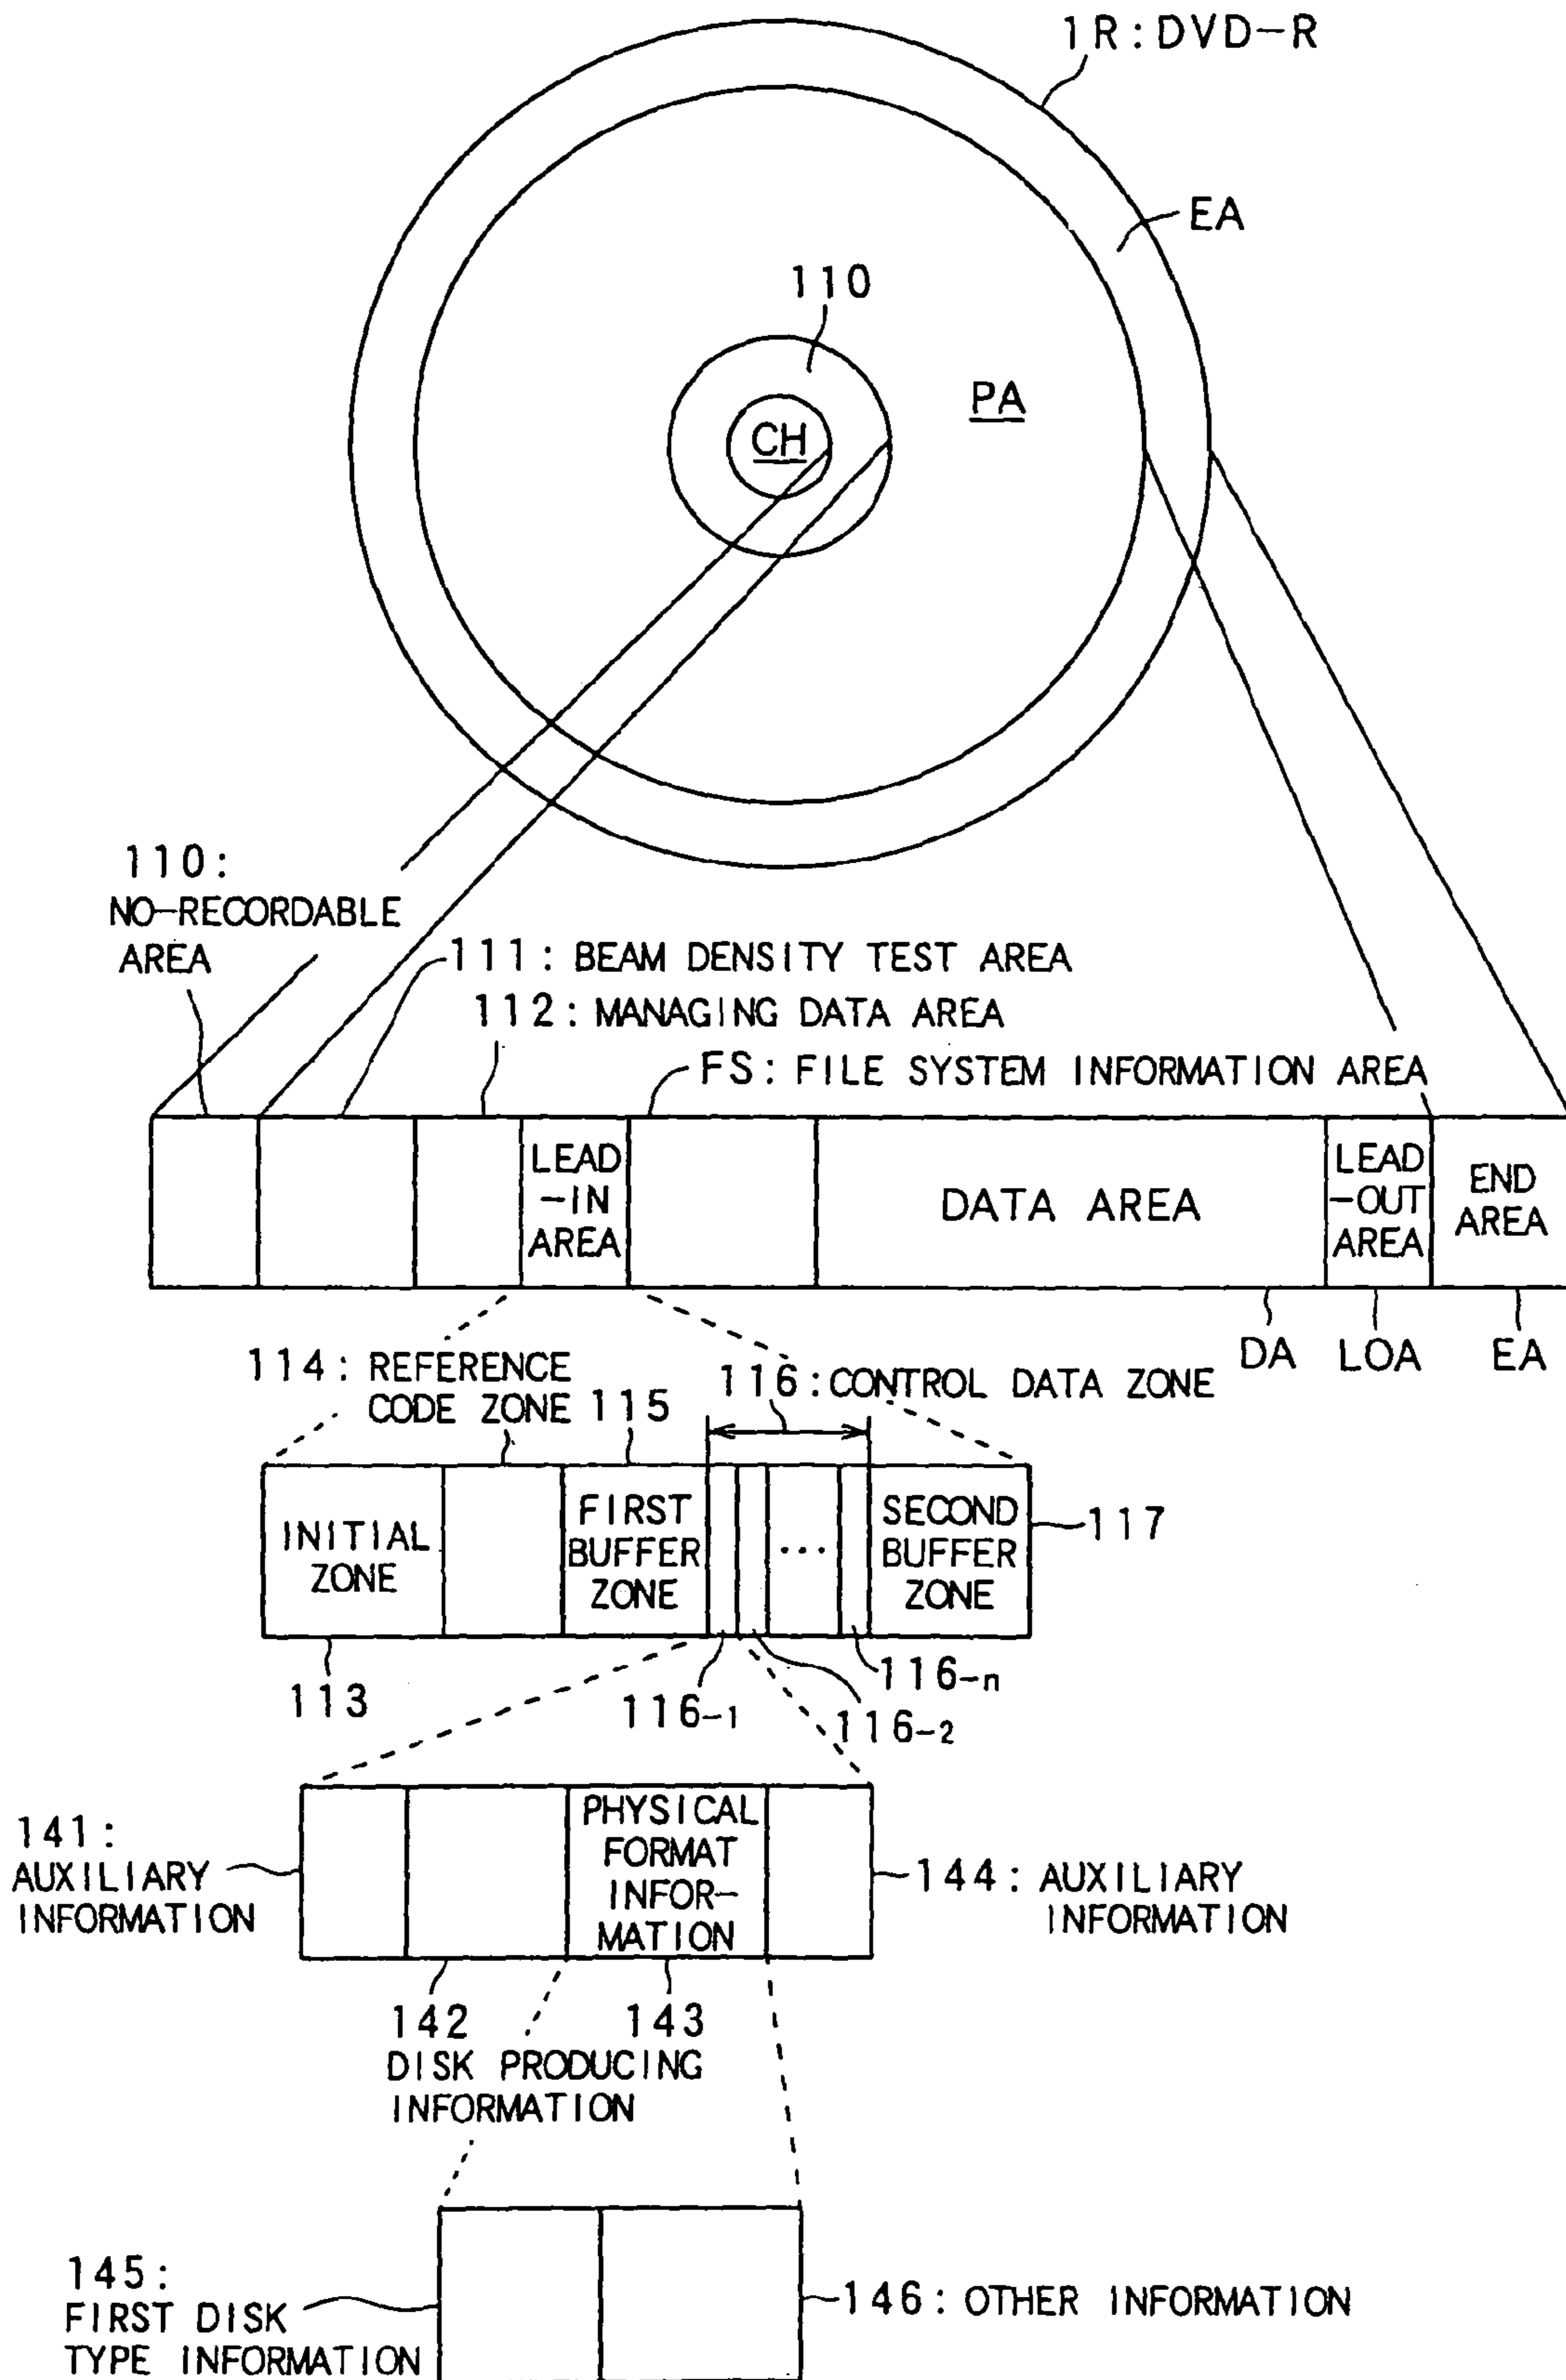 1R:DVD-R
EA
110
PA
CH
110:
NO-RECORDABLE
AREA
111: BEAM DENSITY TEST AREA
112: MANAGING DATA AREA
FS: FILE SYSTEM INFORMATION AREA
LEAD
-IN
AREA
DATA AREA
LEAD
-OUT
AREA
END
AREA
DA
LOA
EA
114: REFERENCE
CODE ZONE
115
116:CONTROL DATA ZONE
INITIAL
ZONE
FIRST
BUFFER
ZONE
...
SECOND
BUFFER
ZONE
117
113
116-1
116-2
116-n
141:
AUXILIARY
INFORMATION
PHYSICAL
FORMAT
INFOR-
MATION
144: AUXILIARY
INFORMATION
142
DISK PRODUCING
INFORMATION
143
145:
FIRST DISK
TYPE INFORMATION
146: OTHER INFORMATION